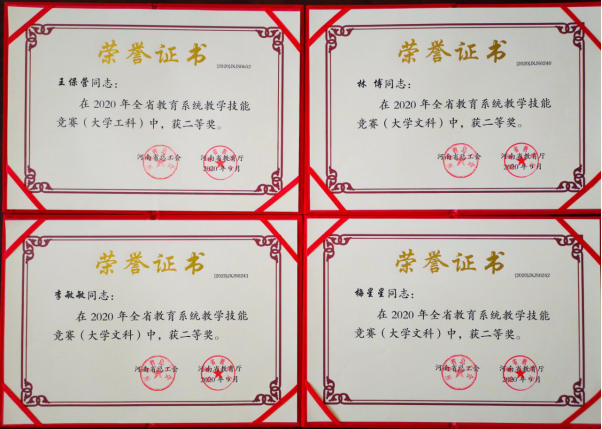 荣誉证书
王保营同志：
在2020年全省教育系统教学技能
竞赛（大学工科）中，获二等奖。
河南省总工会 河南省教育厅
2020年9月
荣誉证书
[2020]JXJN0240
林 博同志：
在2020年全省教育系统教学技能
竞赛（大学文科）中，获二等奖。
河南省总工会 河南省教育厅
2020年9月
荣誉证书
[2020]JXJN0241
李敏敏同志：
在2020年全省教育系统教学技能
竞赛（大学文科）中，获二等奖。
河南省总工会 河南省教育厅
2020年9月
荣誉证书
[2020]JXJN0242
梅星星同志：
在2020年全省教育系统教学技能
竞赛（大学文科）中，获二等奖。
河南省总工会 河南省教育厅
2020年9月